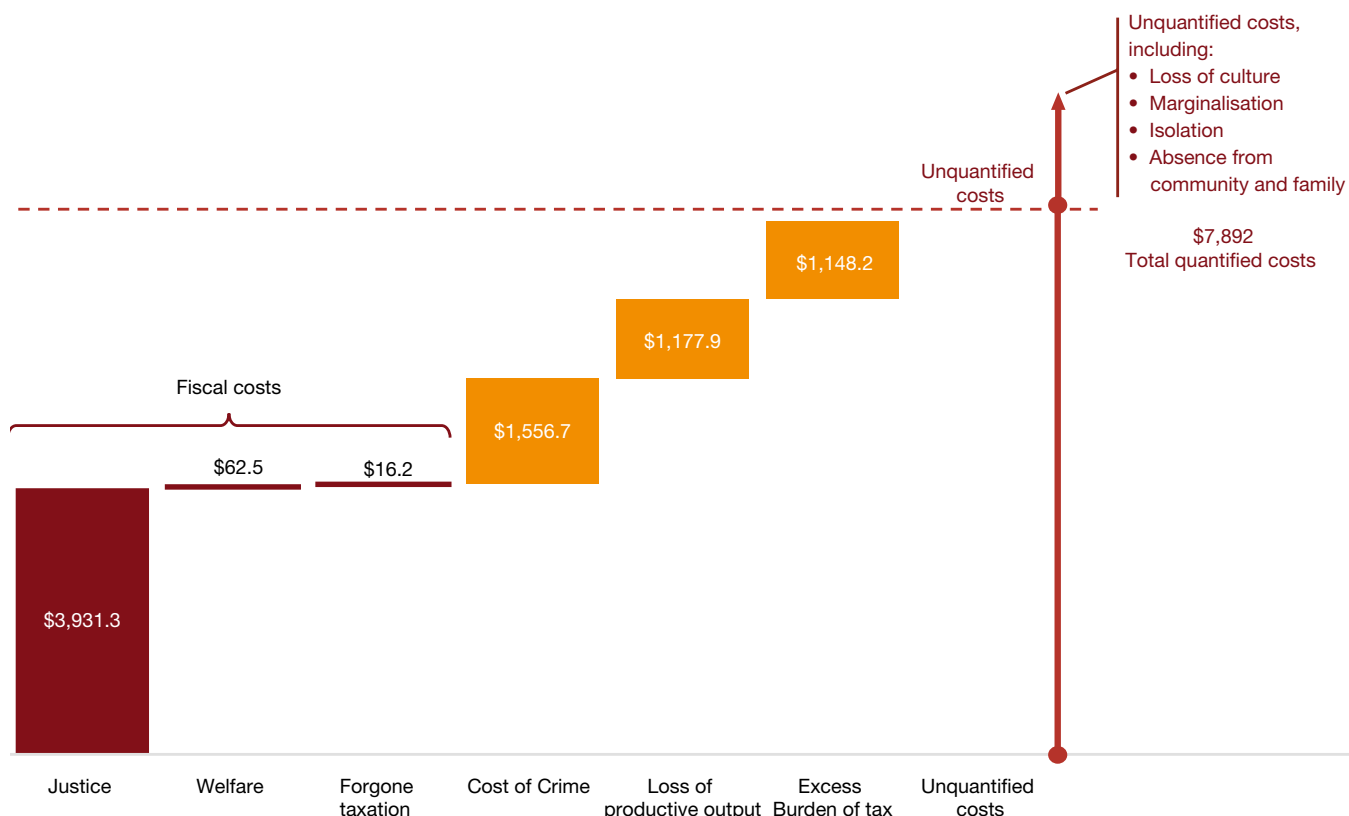 Unquantified costs,
including:
• Loss of culture
• Marginalisation
• Isolation
• Absence from
community and family
Unquantified
costs
$7,892
Total quantified costs
$1,148.2
$1,177.9
Fiscal costs
$1,556.7
$62.5
$16.2
$3,931.3
Justice
Welfare
Forgone
taxation
Cost of Crime
Loss of
productive output
Excess
Burden of tax
Unquantified
costs